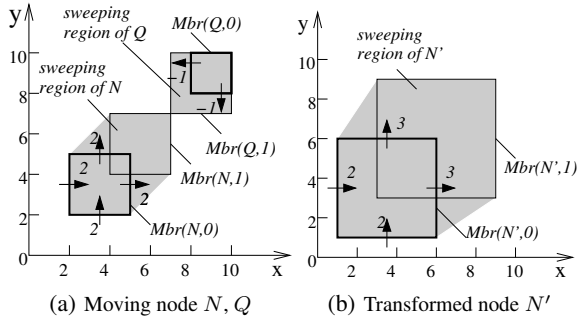 y
10
8
6
4
2
0
2 4 6 8 10
x
sweeping
region of Q
Mbr(Q,0)
sweeping
region of N
-1
-1
Mbr(Q,1)
Mbr(N,1)
2
2
2
2
Mbr(N,0)
(a) Moving node N, Q
y
10
8
6
4
2
0
2 4 6 8 10
x
sweeping
region of N'
3
2
3
2
Mbr(N',1)
Mbr(N',0)
(b) Transformed node N′